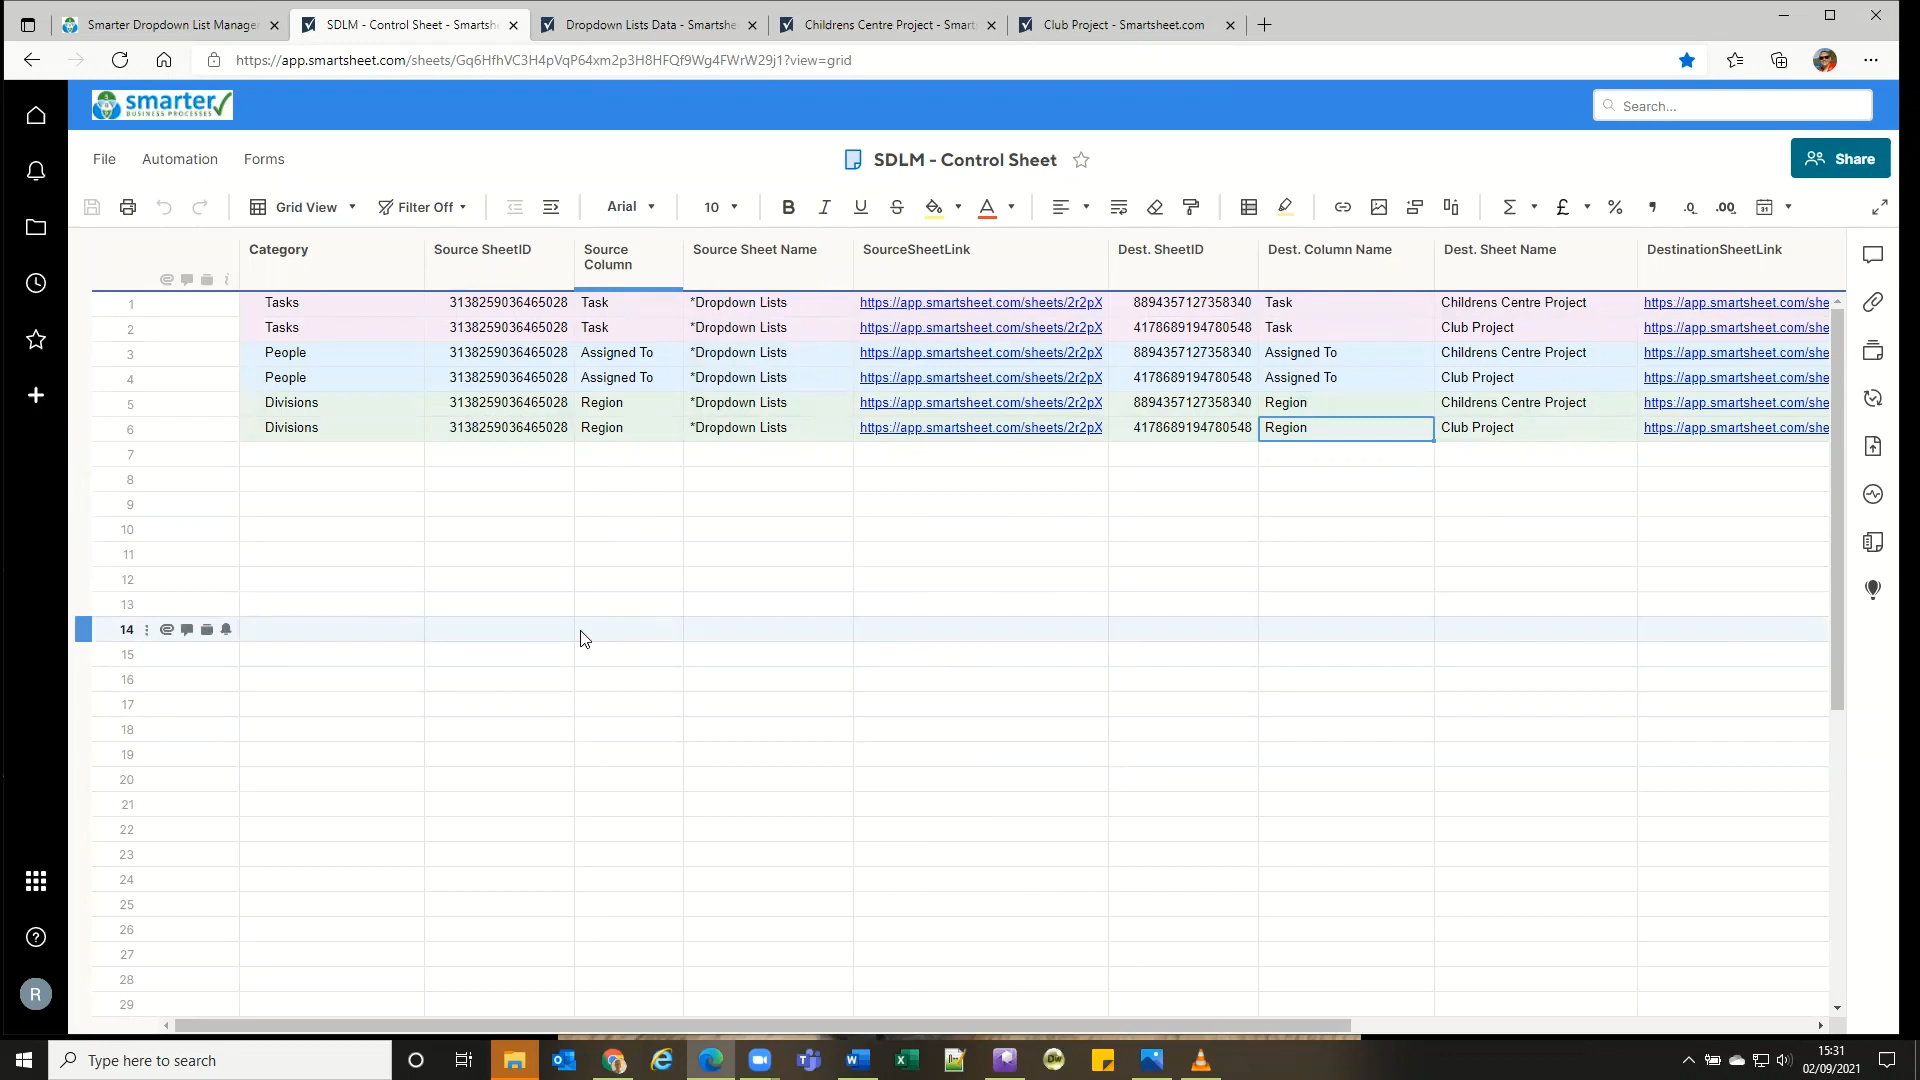 Smarter Dropdown List Manage
SDLM - Control Sheet - Smartsh
Dropdown Lists Data - Smartshe
Childrens Centre Project - Smart
Club Project - Smartsheet.com
https://app.smartsheet.com/sheets/Gq6HfhVC3H4pVqP64xm2p3H8HFQf9Wg4FWrW29j1?view=grid
smarter
BUSINESS PROCESSES
Search...
File Automation Forms
SDLM - Control Sheet
Share
Grid View Filter Off Arial 10
Category Source SheetID Source Column Source Sheet Name SourceSheetLink Dest. SheetID Dest. Column Name Dest. Sheet Name DestinationSheetLink
1 Tasks 3138259036465028 Task *Dropdown Lists https://app.smartsheet.com/sheets/2r2pX 8894357127358340 Task Childrens Centre Project https://app.smartsheet.com/she
2 Tasks 3138259036465028 Task *Dropdown Lists https://app.smartsheet.com/sheets/2r2pX 4178689194780548 Task Club Project https://app.smartsheet.com/she
3 People 3138259036465028 Assigned To *Dropdown Lists https://app.smartsheet.com/sheets/2r2pX 8894357127358340 Assigned To Childrens Centre Project https://app.smartsheet.com/she
4 People 3138259036465028 Assigned To *Dropdown Lists https://app.smartsheet.com/sheets/2r2pX 4178689194780548 Assigned To Club Project https://app.smartsheet.com/she
5 Divisions 3138259036465028 Region *Dropdown Lists https://app.smartsheet.com/sheets/2r2pX 8894357127358340 Region Childrens Centre Project https://app.smartsheet.com/she
6 Divisions 3138259036465028 Region *Dropdown Lists https://app.smartsheet.com/sheets/2r2pX 4178689194780548 Region Club Project https://app.smartsheet.com/she
7
8
9
10
11
12
13
14
15
16
17
18
19
20
21
22
23
24
25
26
27
28
29
R
Type here to search
15:31
02/09/2021